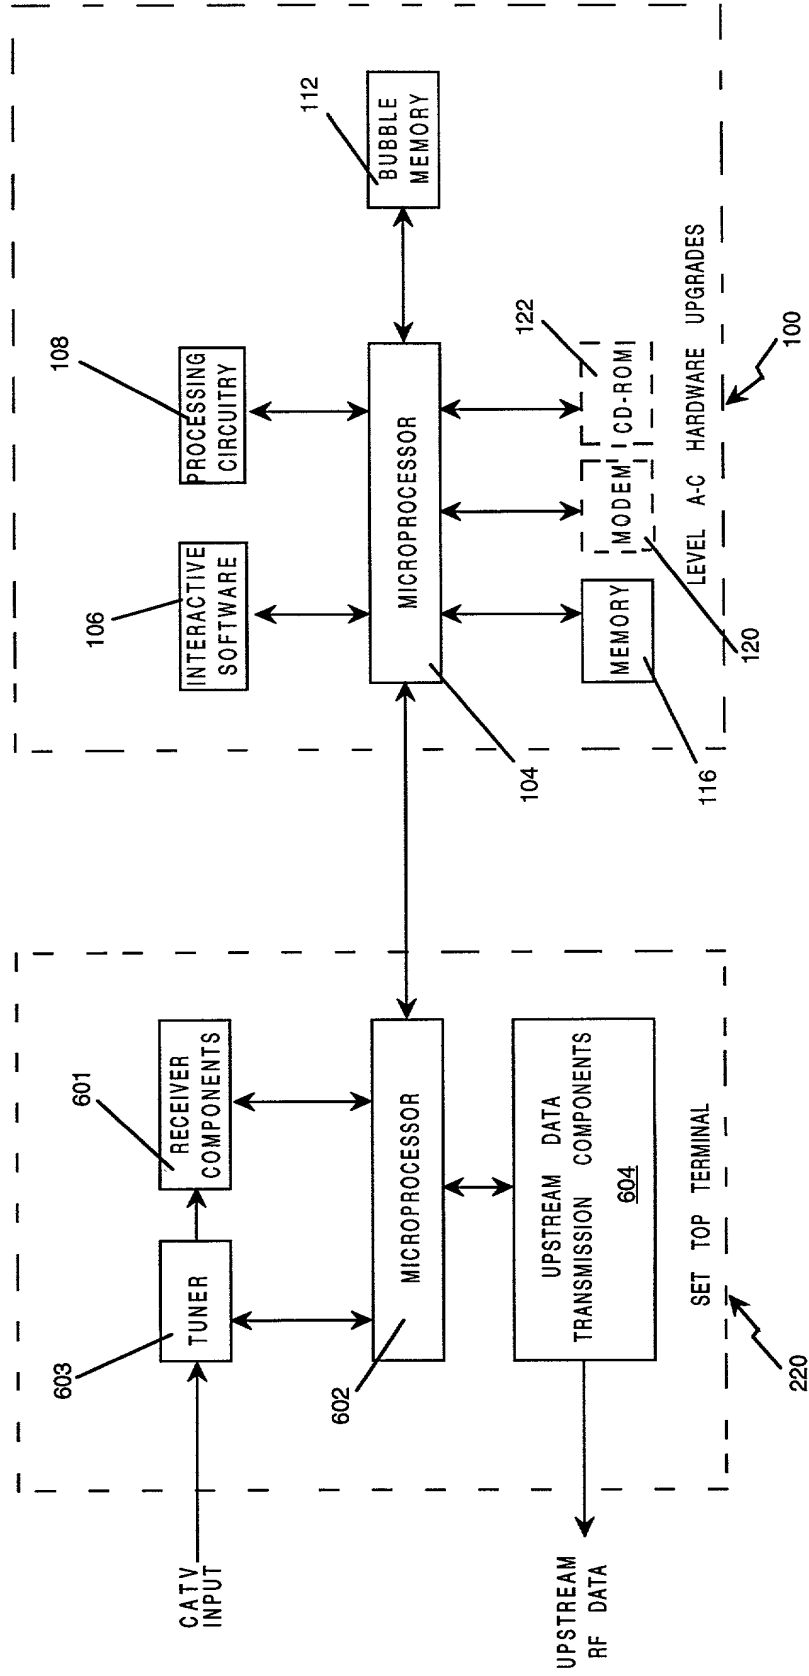 CATV
INPUT
603
TUNER
601
RECEIVER
COMPONENTS
602
MICROPROCESSOR
UPSTREAM DATA
TRANSMISSION COMPONENTS
604
UPSTREAM
RF DATA
SET TOP TERMINAL
220
106
INTERACTIVE
SOFTWARE
108
PROCESSING
CIRCUITRY
MICROPROCESSOR
104
112
BUBBLE
MEMORY
MEMORY
116
MODEM
120
CD-ROM
122
LEVEL A-C HARDWARE UPGRADES
100